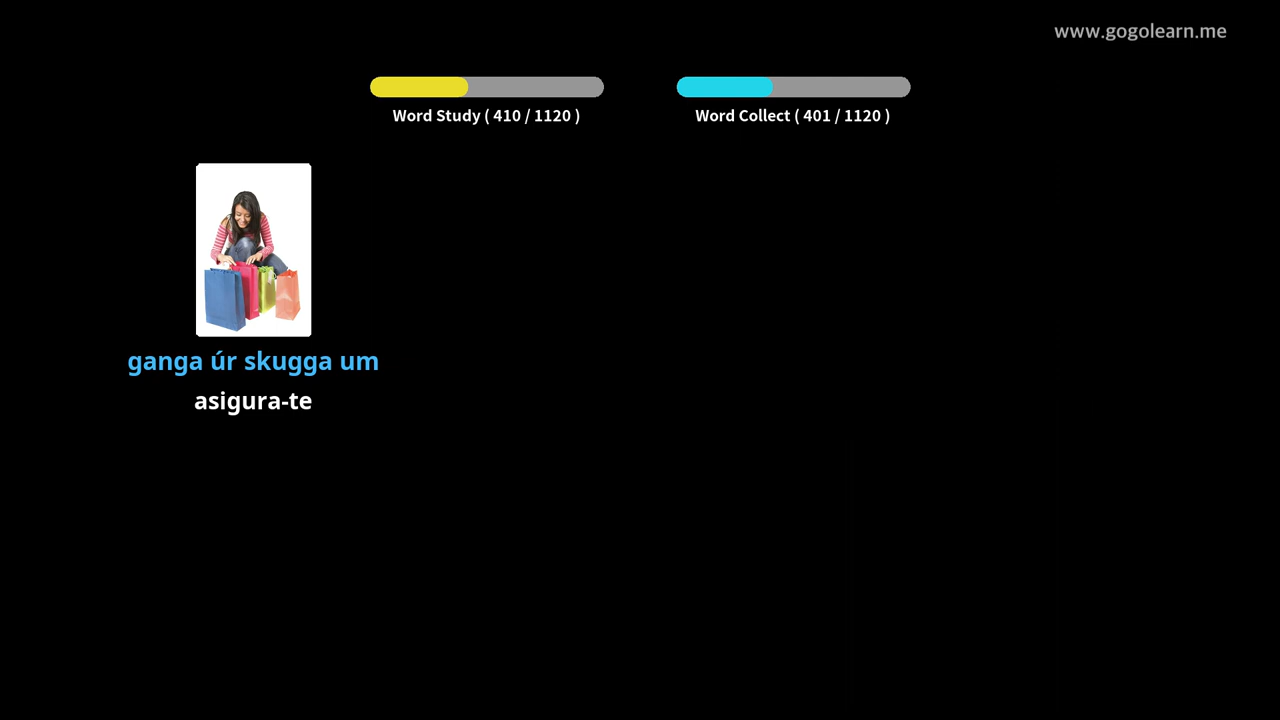 www.gogolearn.me
Word Study ( 410 / 1120 )
Word Collect ( 401 / 1120 )
ganga úr skugga um
asigura-te